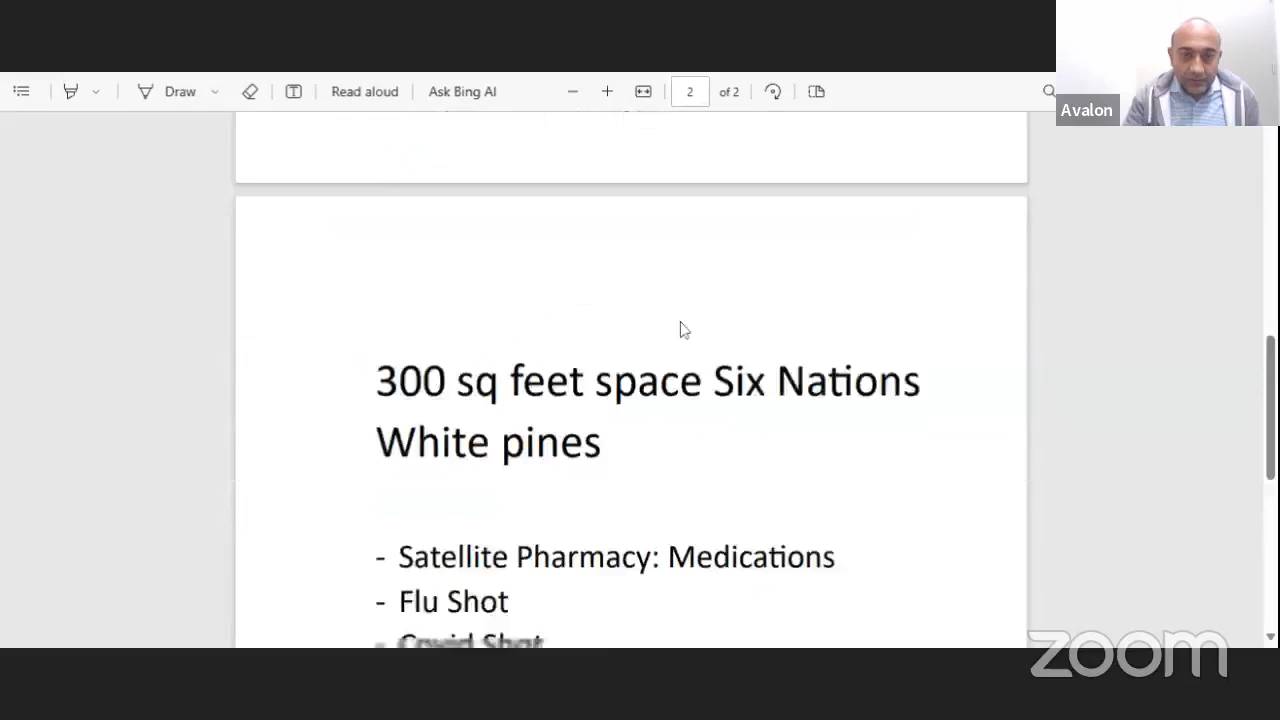 Draw
Read aloud
Ask Bing AI
2
of 2
Avalon
300 sq feet space Six Nations
White pines
- Satellite Pharmacy: Medications
- Flu Shot
- Covid Shot
zoom